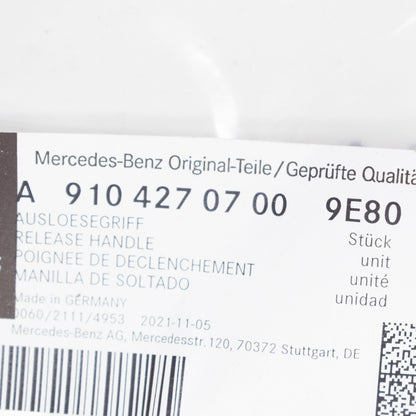 Mercedes-Benz Original-Teile/Geprüfte Qualitä
A 910 427 07 00 9E80
AUSLOESEGRIFF
RELEASE HANDLE
POIGNEE DE DECLENCHEMENT
MANILLA DE SOLTADO
Stück
unit
unité
unidad
Made in GERMANY
0060/2111/4953 2021-11-05
Mercedes-Benz AG, Mercedesstr. 120, 70372 Stuttgart, DE